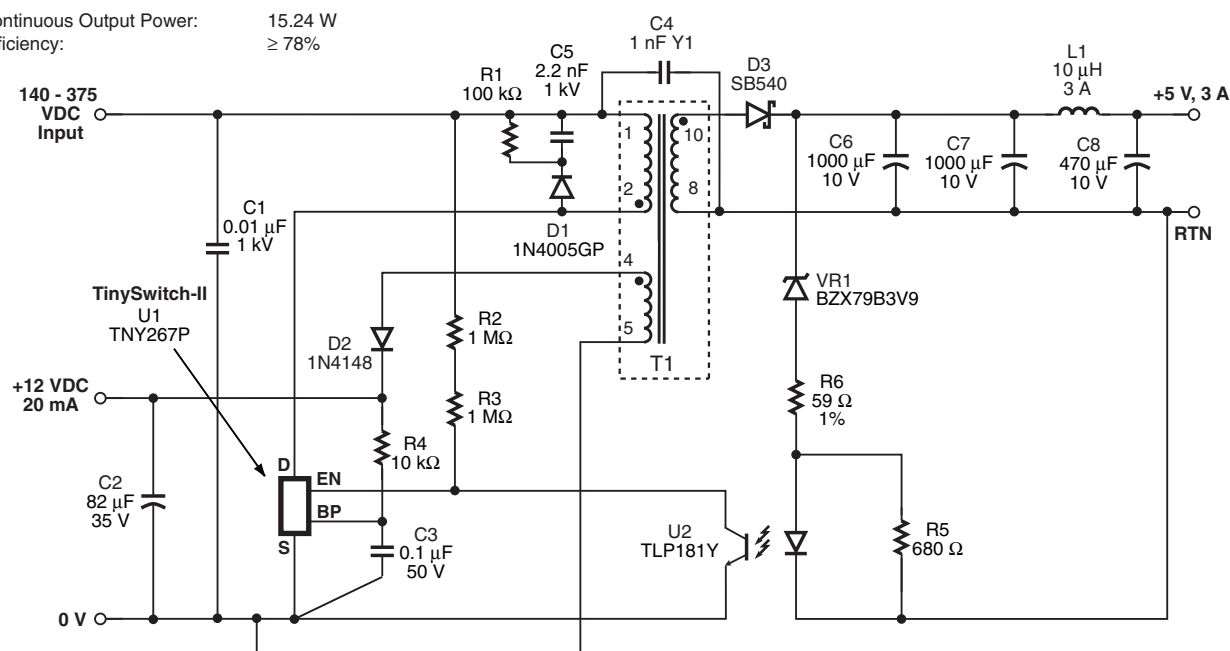 ontinuous Output Power: 15.24 W
ficiency: ≥ 78%
C4
1 nF Y1
C5
2.2 nF
1 kV
R1
100 kΩ
D3
SB540
L1
10 µH
3 A
+5 V, 3 A
140 - 375
VDC
Input
1
10
2
8
C6
1000 µF
10 V
C7
1000 µF
10 V
C8
470 µF
10 V
RTN
C1
0.01 µF
1 kV
D1
1N4005GP
4
5
T1
VR1
BZX79B3V9
TinySwitch-II
U1
TNY267P
D2
1N4148
R2
1 MΩ
R3
1 MΩ
R6
59 Ω
1%
+12 VDC
20 mA
R4
10 kΩ
C2
82 µF
35 V
D
EN
BP
S
C3
0.1 µF
50 V
U2
TLP181Y
R5
680 Ω
0 V